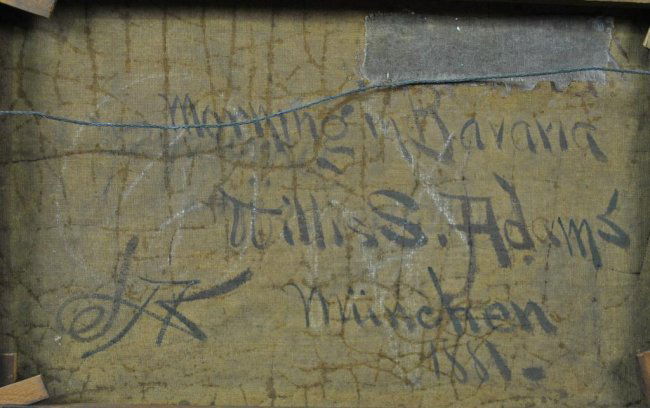 Morning in Bavaria
Willis S. Adams
München
1881.